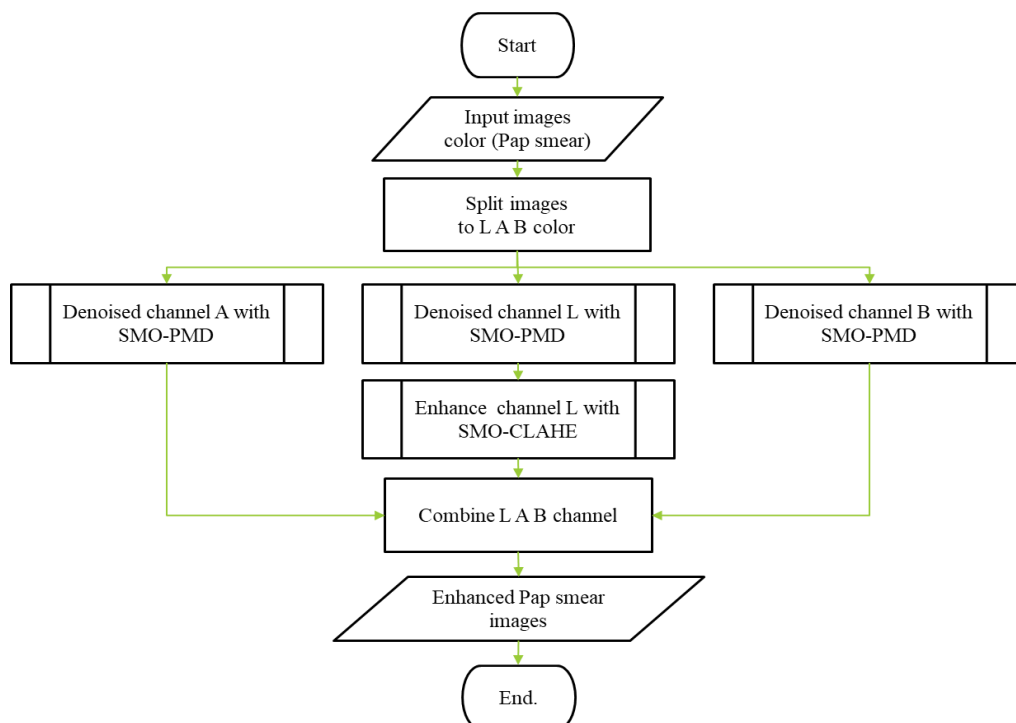 Start
Input images
color (Pap smear)
Split images
to L A B color
Denoised channel A with
SMO-PMD
Denoised channel L with
SMO-PMD
Denoised channel B with
SMO-PMD
Enhance channel L with
SMO-CLAHE
Combine L A B channel
Enhanced Pap smear
images
End.